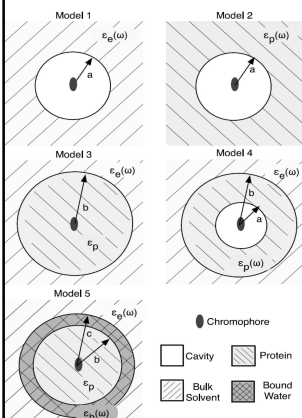 Model 1
εe(ω)
a
Model 2
εp(ω)
a
Model 3
εe(ω)
b
εp
Model 4
εe(ω)
b
a
εp(ω)
Model 5
εe(ω)
c
b
εp
εb(ω)
Chromophore
Cavity
Protein
Bulk
Solvent
Bound
Water